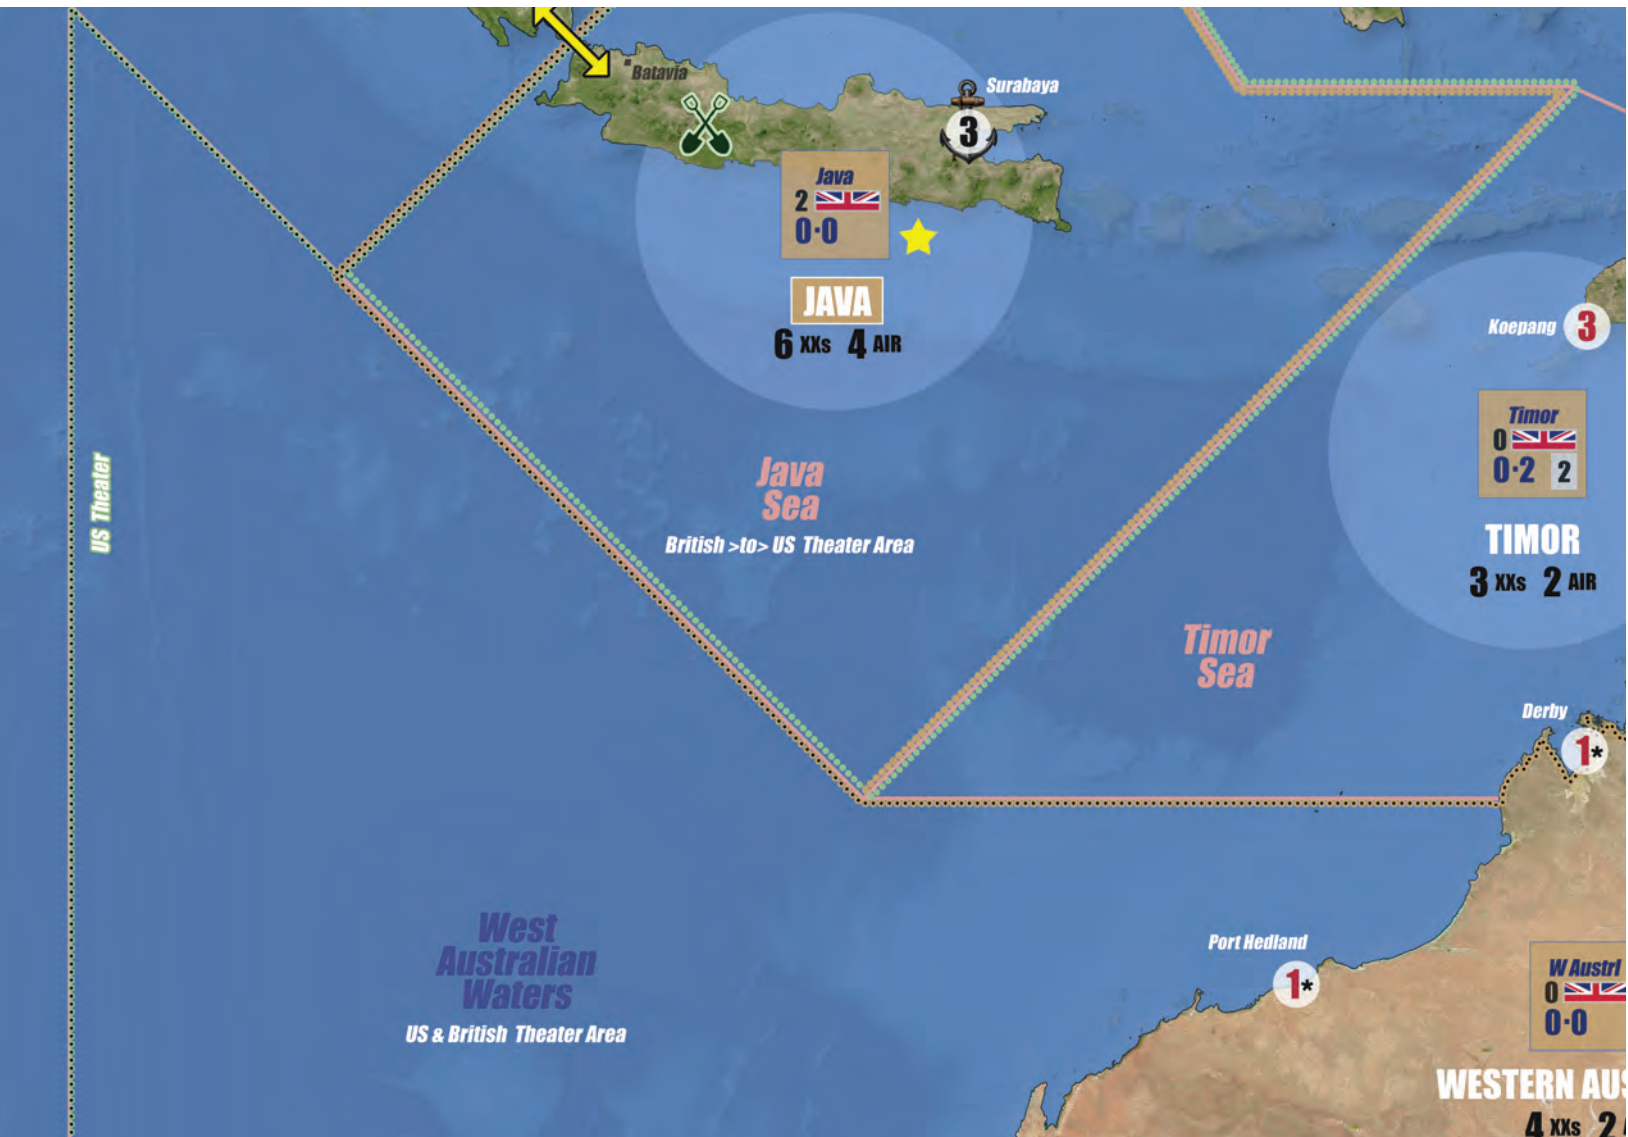 Batavia
Surabaya
3
Java
2
0·0
JAVA
6 XXs 4 AIR
Koepang 3
Timor
0
0·2 2
TIMOR
3 XXs 2 AIR
US Theater
Java
Sea
British >to> US Theater Area
Timor
Sea
Derby
1*
West
Australian
Waters
US & British Theater Area
Port Hedland
1*
W Austrl
0
0·0
WESTERN AUS
4 XXs 2